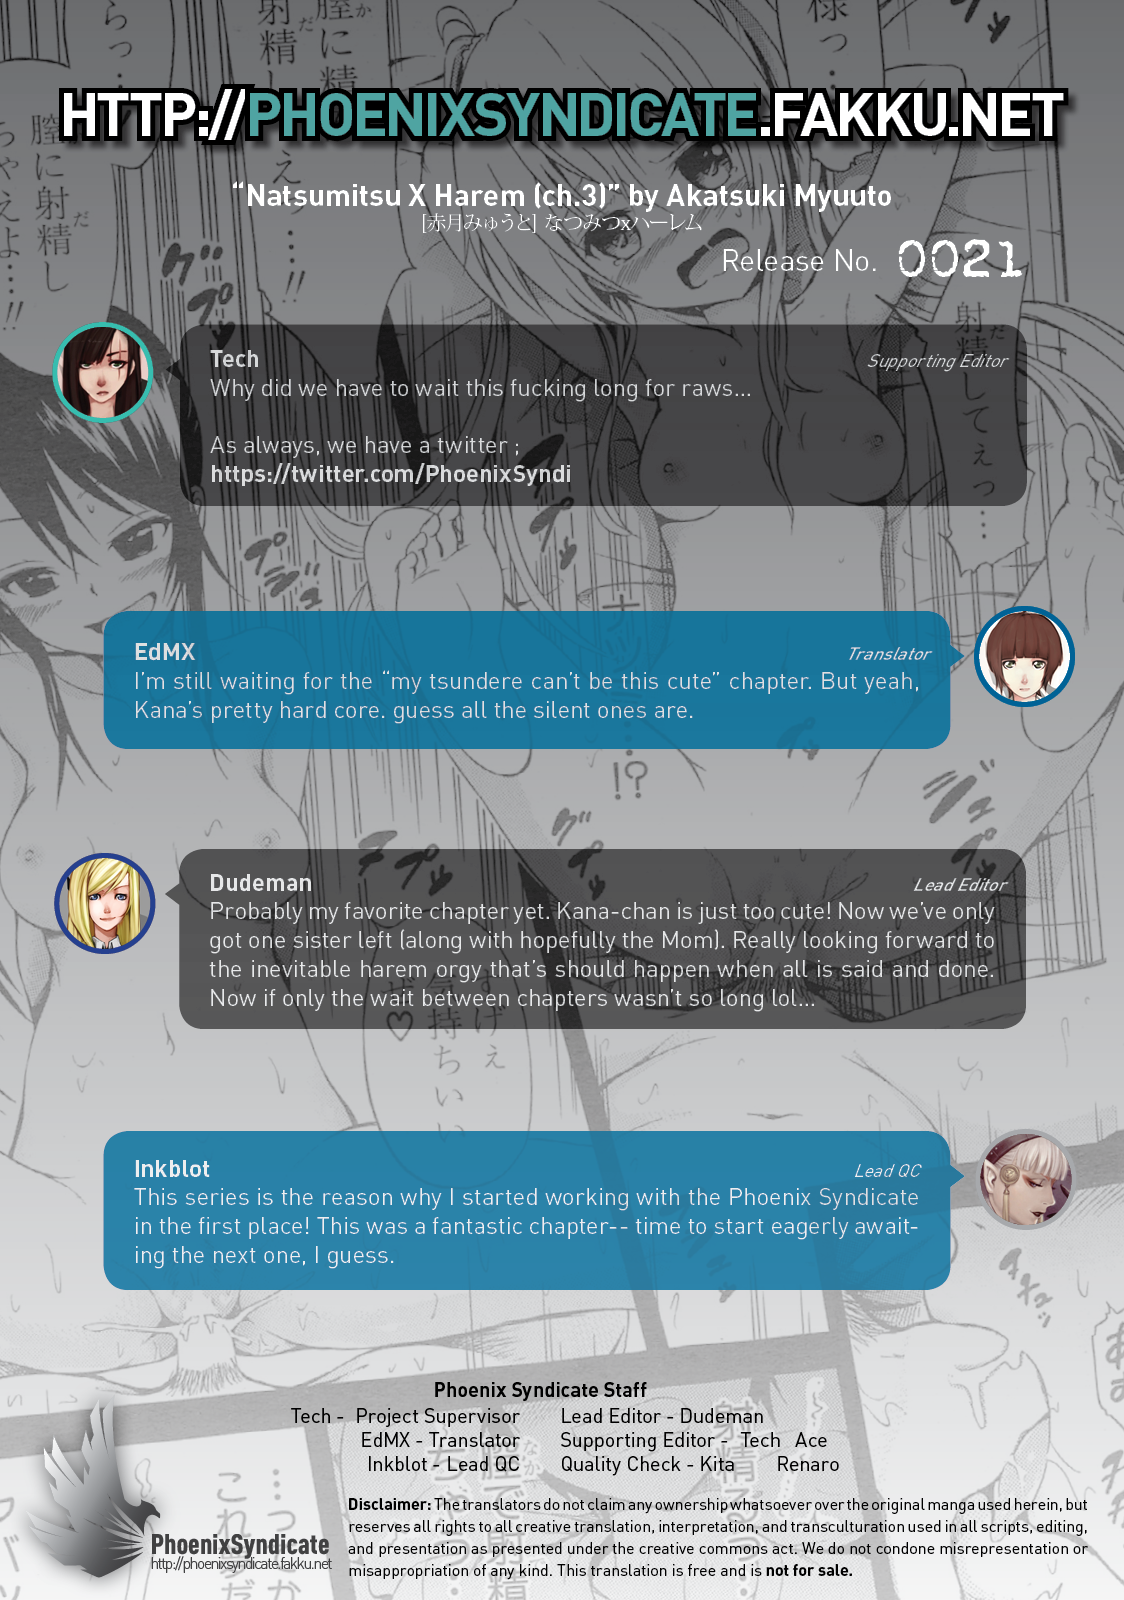 HTTP://PHOENIXSYNDICATE.FAKKU.NET
“Natsumitsu X Harem (ch.3)” by Akatsuki Myuuto
[赤月みゅうと] なつみつxハーレム
Release No. 0021
Tech
Supporting Editor
Why did we have to wait this fucking long for raws...
As always, we have a twitter ;
https://twitter.com/PhoenixSyndi
EdMX
Translator
I’m still waiting for the “my tsundere can’t be this cute” chapter. But yeah,
Kana’s pretty hard core. guess all the silent ones are.
Dudeman
Lead Editor
Probably my favorite chapter yet. Kana-chan is just too cute! Now we’ve only
got one sister left (along with hopefully the Mom). Really looking forward to
the inevitable harem orgy that’s should happen when all is said and done.
Now if only the wait between chapters wasn’t so long lol...
Inkblot
Lead QC
This series is the reason why I started working with the Phoenix Syndicate
in the first place! This was a fantastic chapter-- time to start eagerly await-
ing the next one, I guess.
Phoenix Syndicate Staff
Tech - Project Supervisor
Lead Editor - Dudeman
EdMX - Translator
Supporting Editor - Tech Ace
Inkblot - Lead QC
Quality Check - Kita Renaro
Disclaimer: The translators do not claim any ownership whatsoever over the original manga used herein, but
reserves all rights to all creative translation, interpretation, and transculturation used in all scripts, editing,
and presentation as presented under the creative commons act. We do not condone misrepresentation or
misappropriation of any kind. This translation is free and is not for sale.
PhoenixSyndicate
http://phoenixsyndicate.fakku.net